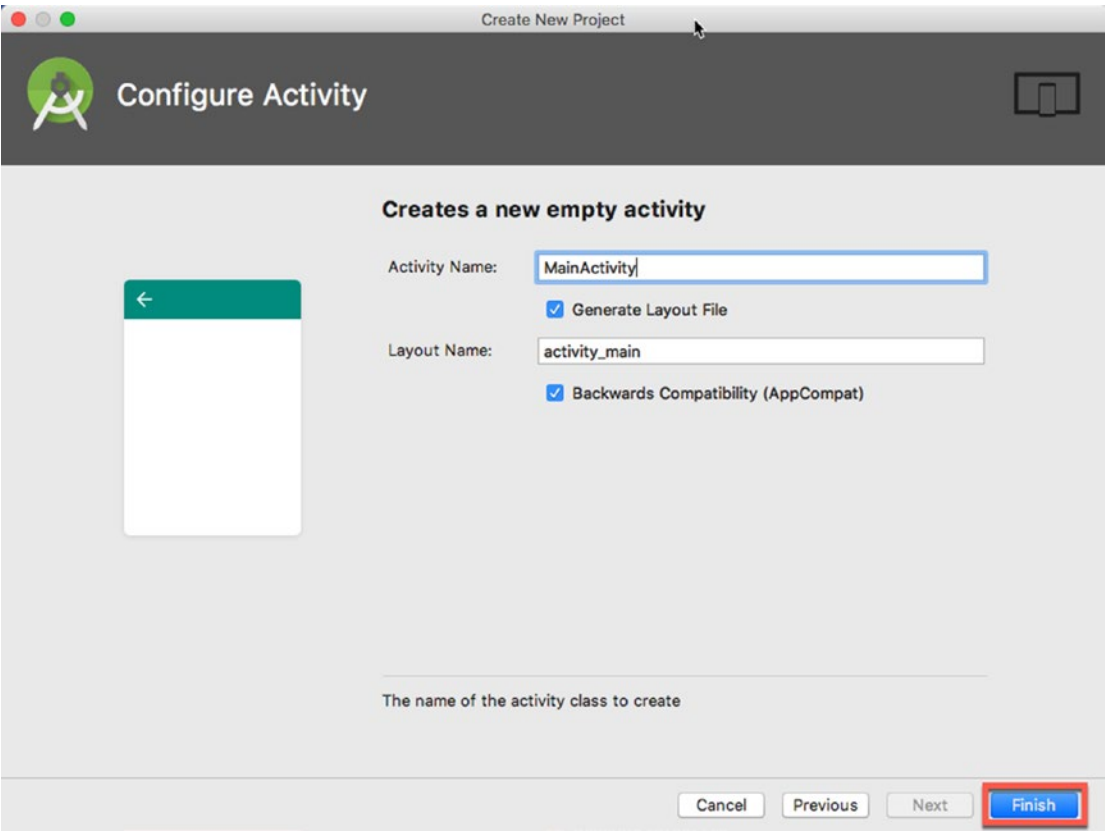 Create New Project
Configure Activity
Creates a new empty activity
Activity Name: MainActivity
Generate Layout File
Layout Name: activity_main
Backwards Compatibility (AppCompat)
The name of the activity class to create
Cancel Previous Next Finish